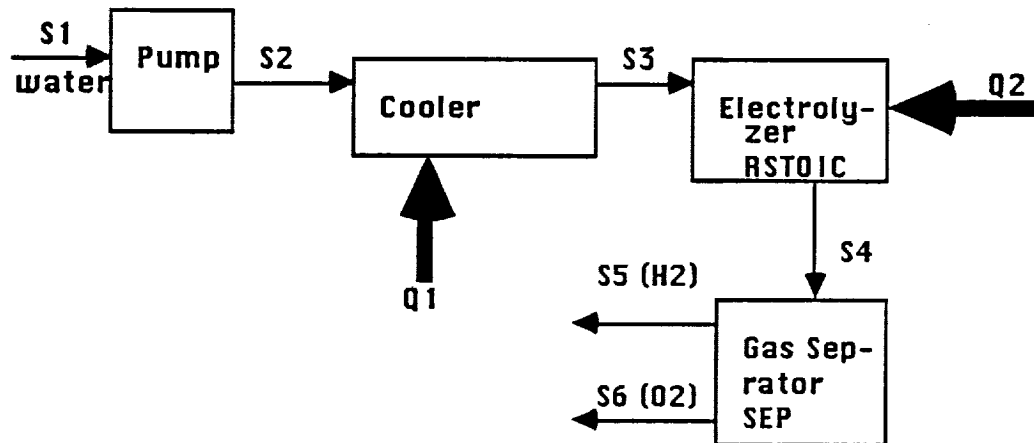 S1
water
Pump
S2
Cooler
S3
Electroly-
zer
RSTOIC
Q2
Q1
S4
S5 (H2)
S6 (O2)
Gas Sep-
rator
SEP